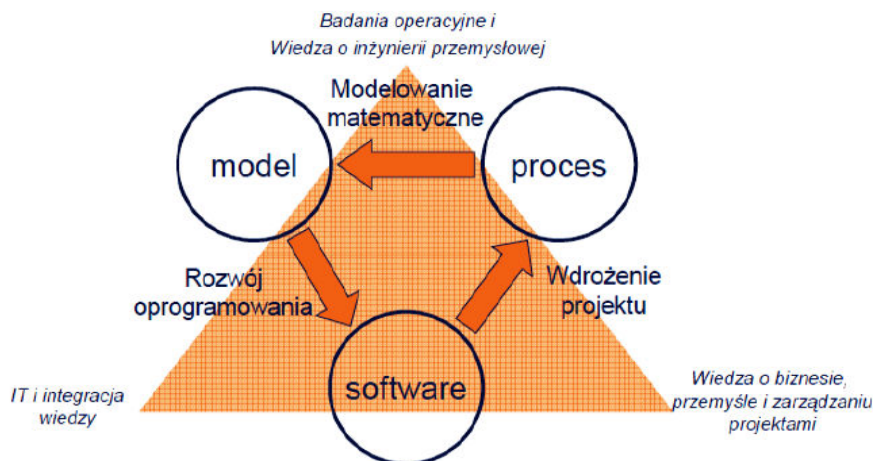 Badania operacyjne i
Wiedza o inżynierii przemysłowej
Modelowanie
matematyczne
model
proces
Rozwój
oprogramowania
Wdrożenie
projektu
software
IT i integracja
wiedzy
Wiedza o biznesie,
przemyśle i zarządzaniu
projektami